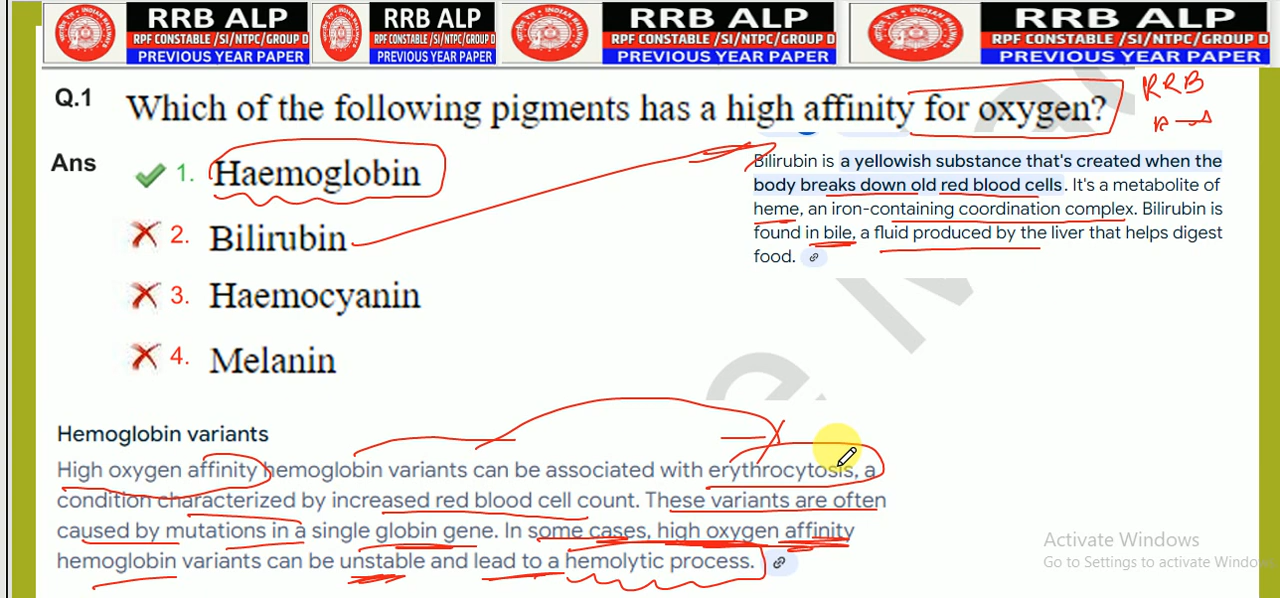 RRB ALP RRB ALP RRB ALP RRB ALP
RPF CONSTABLE /SI/NTPC/GROUP D RPF CONSTABLE /SI/NTPC/GROUP D RPF CONSTABLE /SI/NTPC/GROUP D RPF CONSTABLE /SI/NTPC/GROUP D
PREVIOUS YEAR PAPER PREVIOUS YEAR PAPER PREVIOUS YEAR PAPER PREVIOUS YEAR PAPER
Q.1 Which of the following pigments has a high affinity for oxygen?
RRB
Ans 1. Haemoglobin
2. Bilirubin
3. Haemocyanin
4. Melanin
Bilirubin is a yellowish substance that's created when the
body breaks down old red blood cells. It's a metabolite of
heme, an iron-containing coordination complex. Bilirubin is
found in bile, a fluid produced by the liver that helps digest
food.
Hemoglobin variants
High oxygen affinity hemoglobin variants can be associated with erythrocytosis, a
condition characterized by increased red blood cell count. These variants are often
caused by mutations in a single globin gene. In some cases, high oxygen affinity
hemoglobin variants can be unstable and lead to a hemolytic process.
Activate Windows
Go to Settings to activate Windo